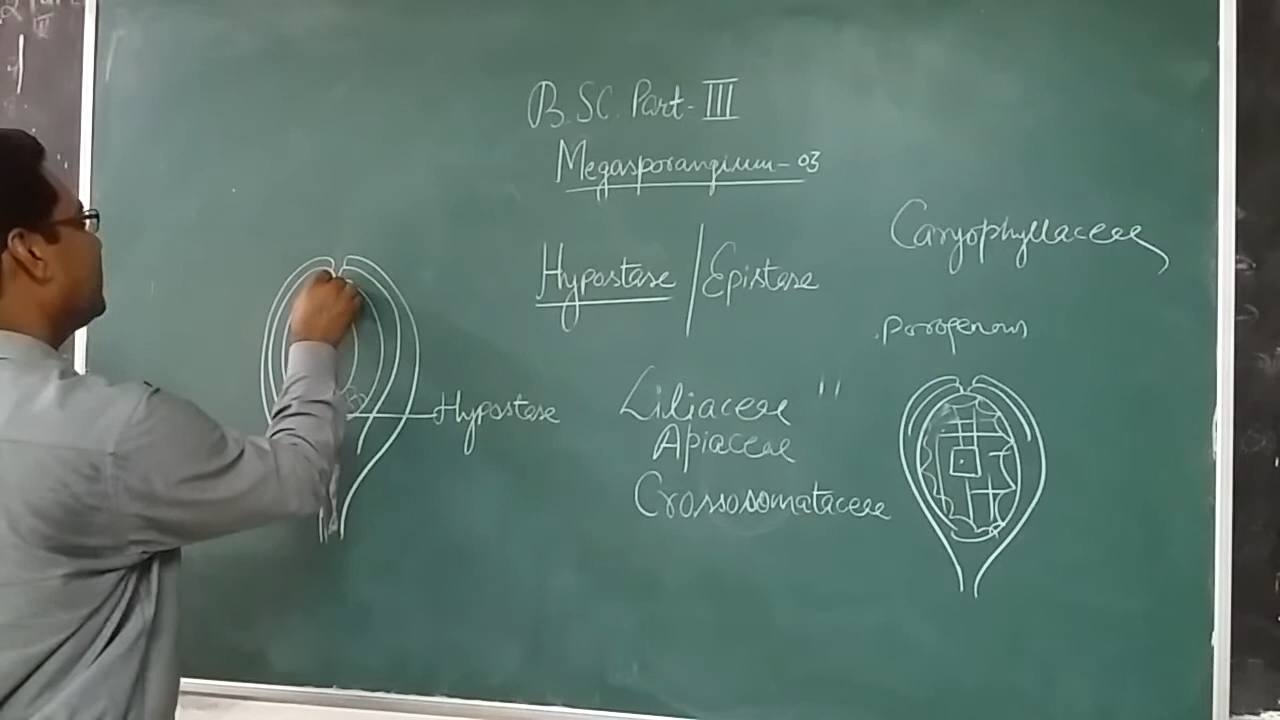 B.SC. Part-III
Megasporangium-03
Hypostase / Epistase
Caryophyllaceae
Porogenous
Hypostase
Liliaceae "
Apiaceae
Crossosomataceae